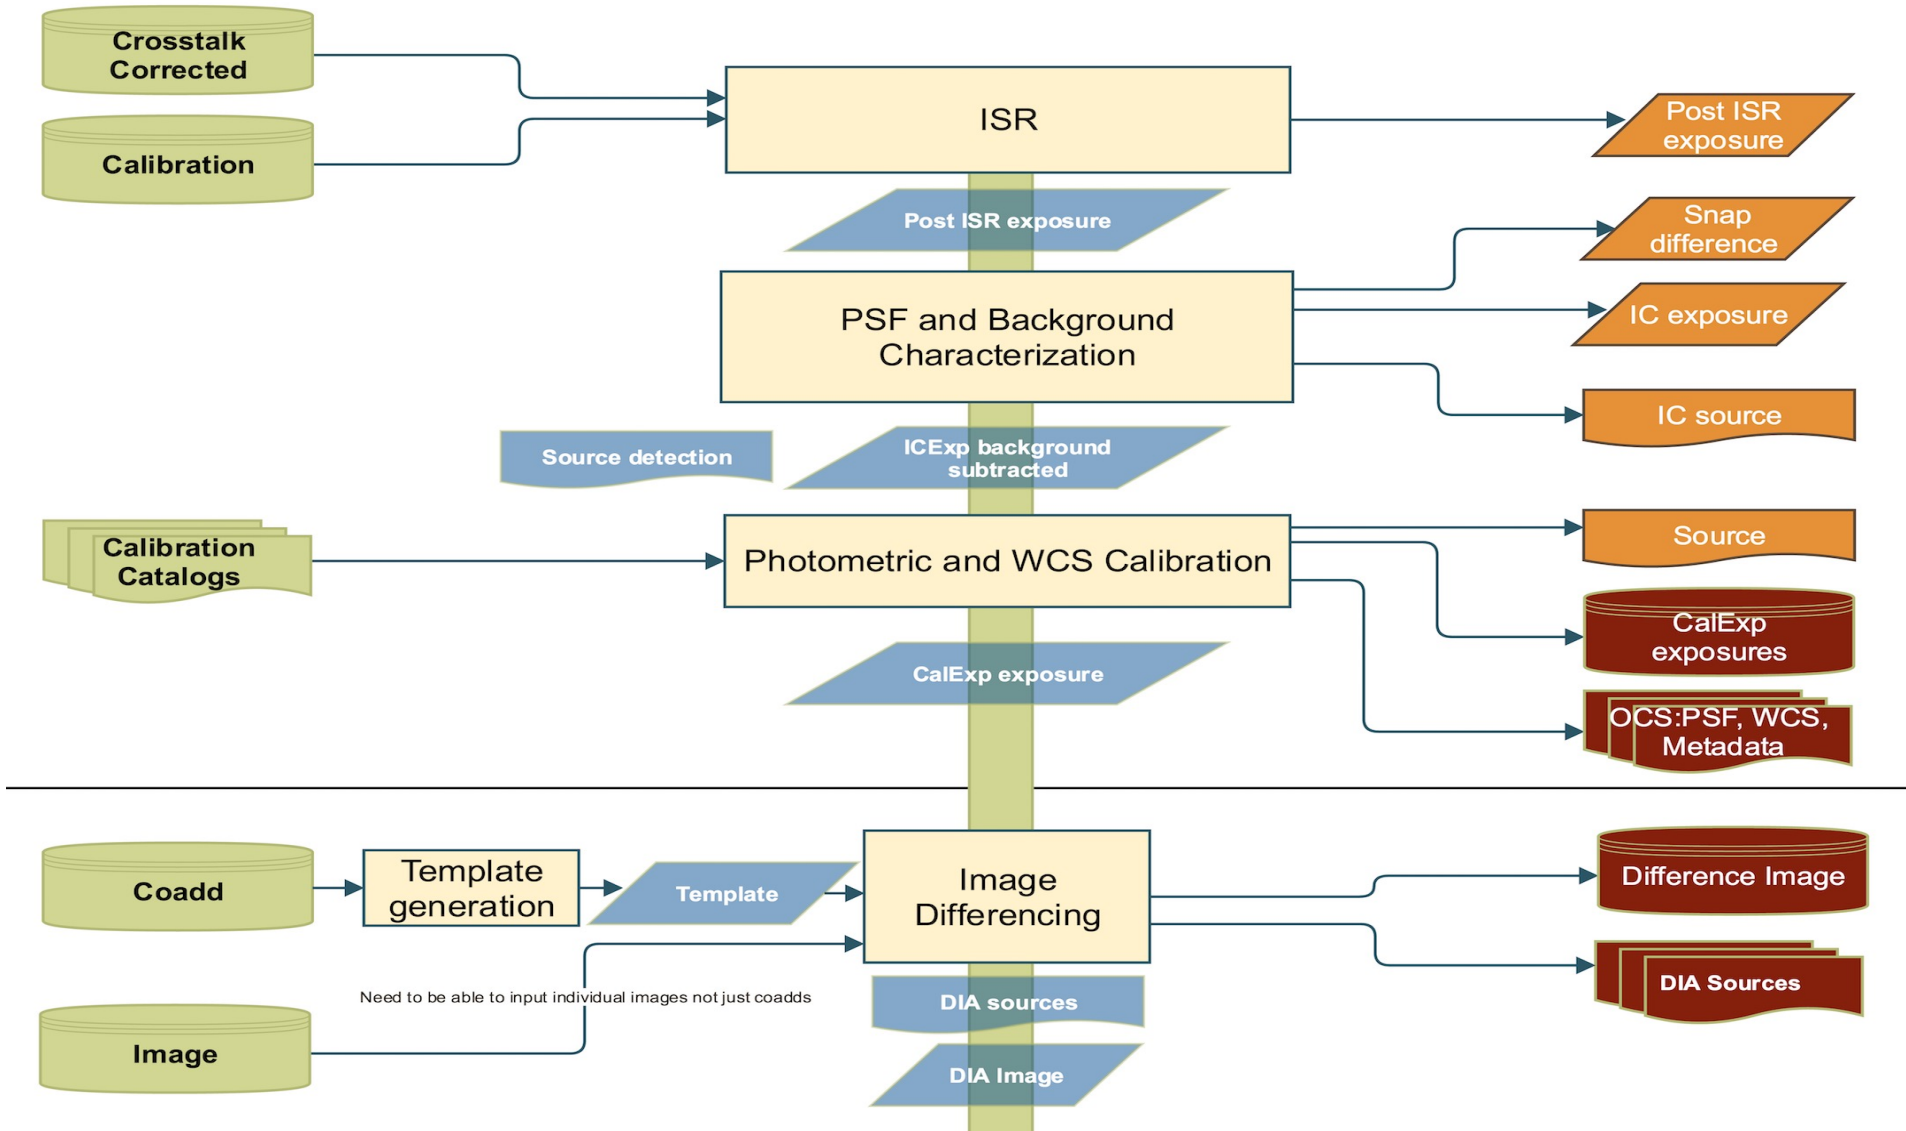 Crosstalk
Corrected
Calibration
ISR
Post ISR
exposure
Post ISR exposure
Snap
difference
PSF and Background
Characterization
IC exposure
IC source
Source detection
ICExp background
subtracted
Calibration
Catalogs
Photometric and WCS Calibration
Source
CalExp
exposures
CalExp exposure
OCS:PSF, WCS,
Metadata
Coadd
Template
generation
Template
Image
Differencing
Difference Image
Need to be able to input individual images not just coadds
DIA sources
DIA Sources
Image
DIA Image